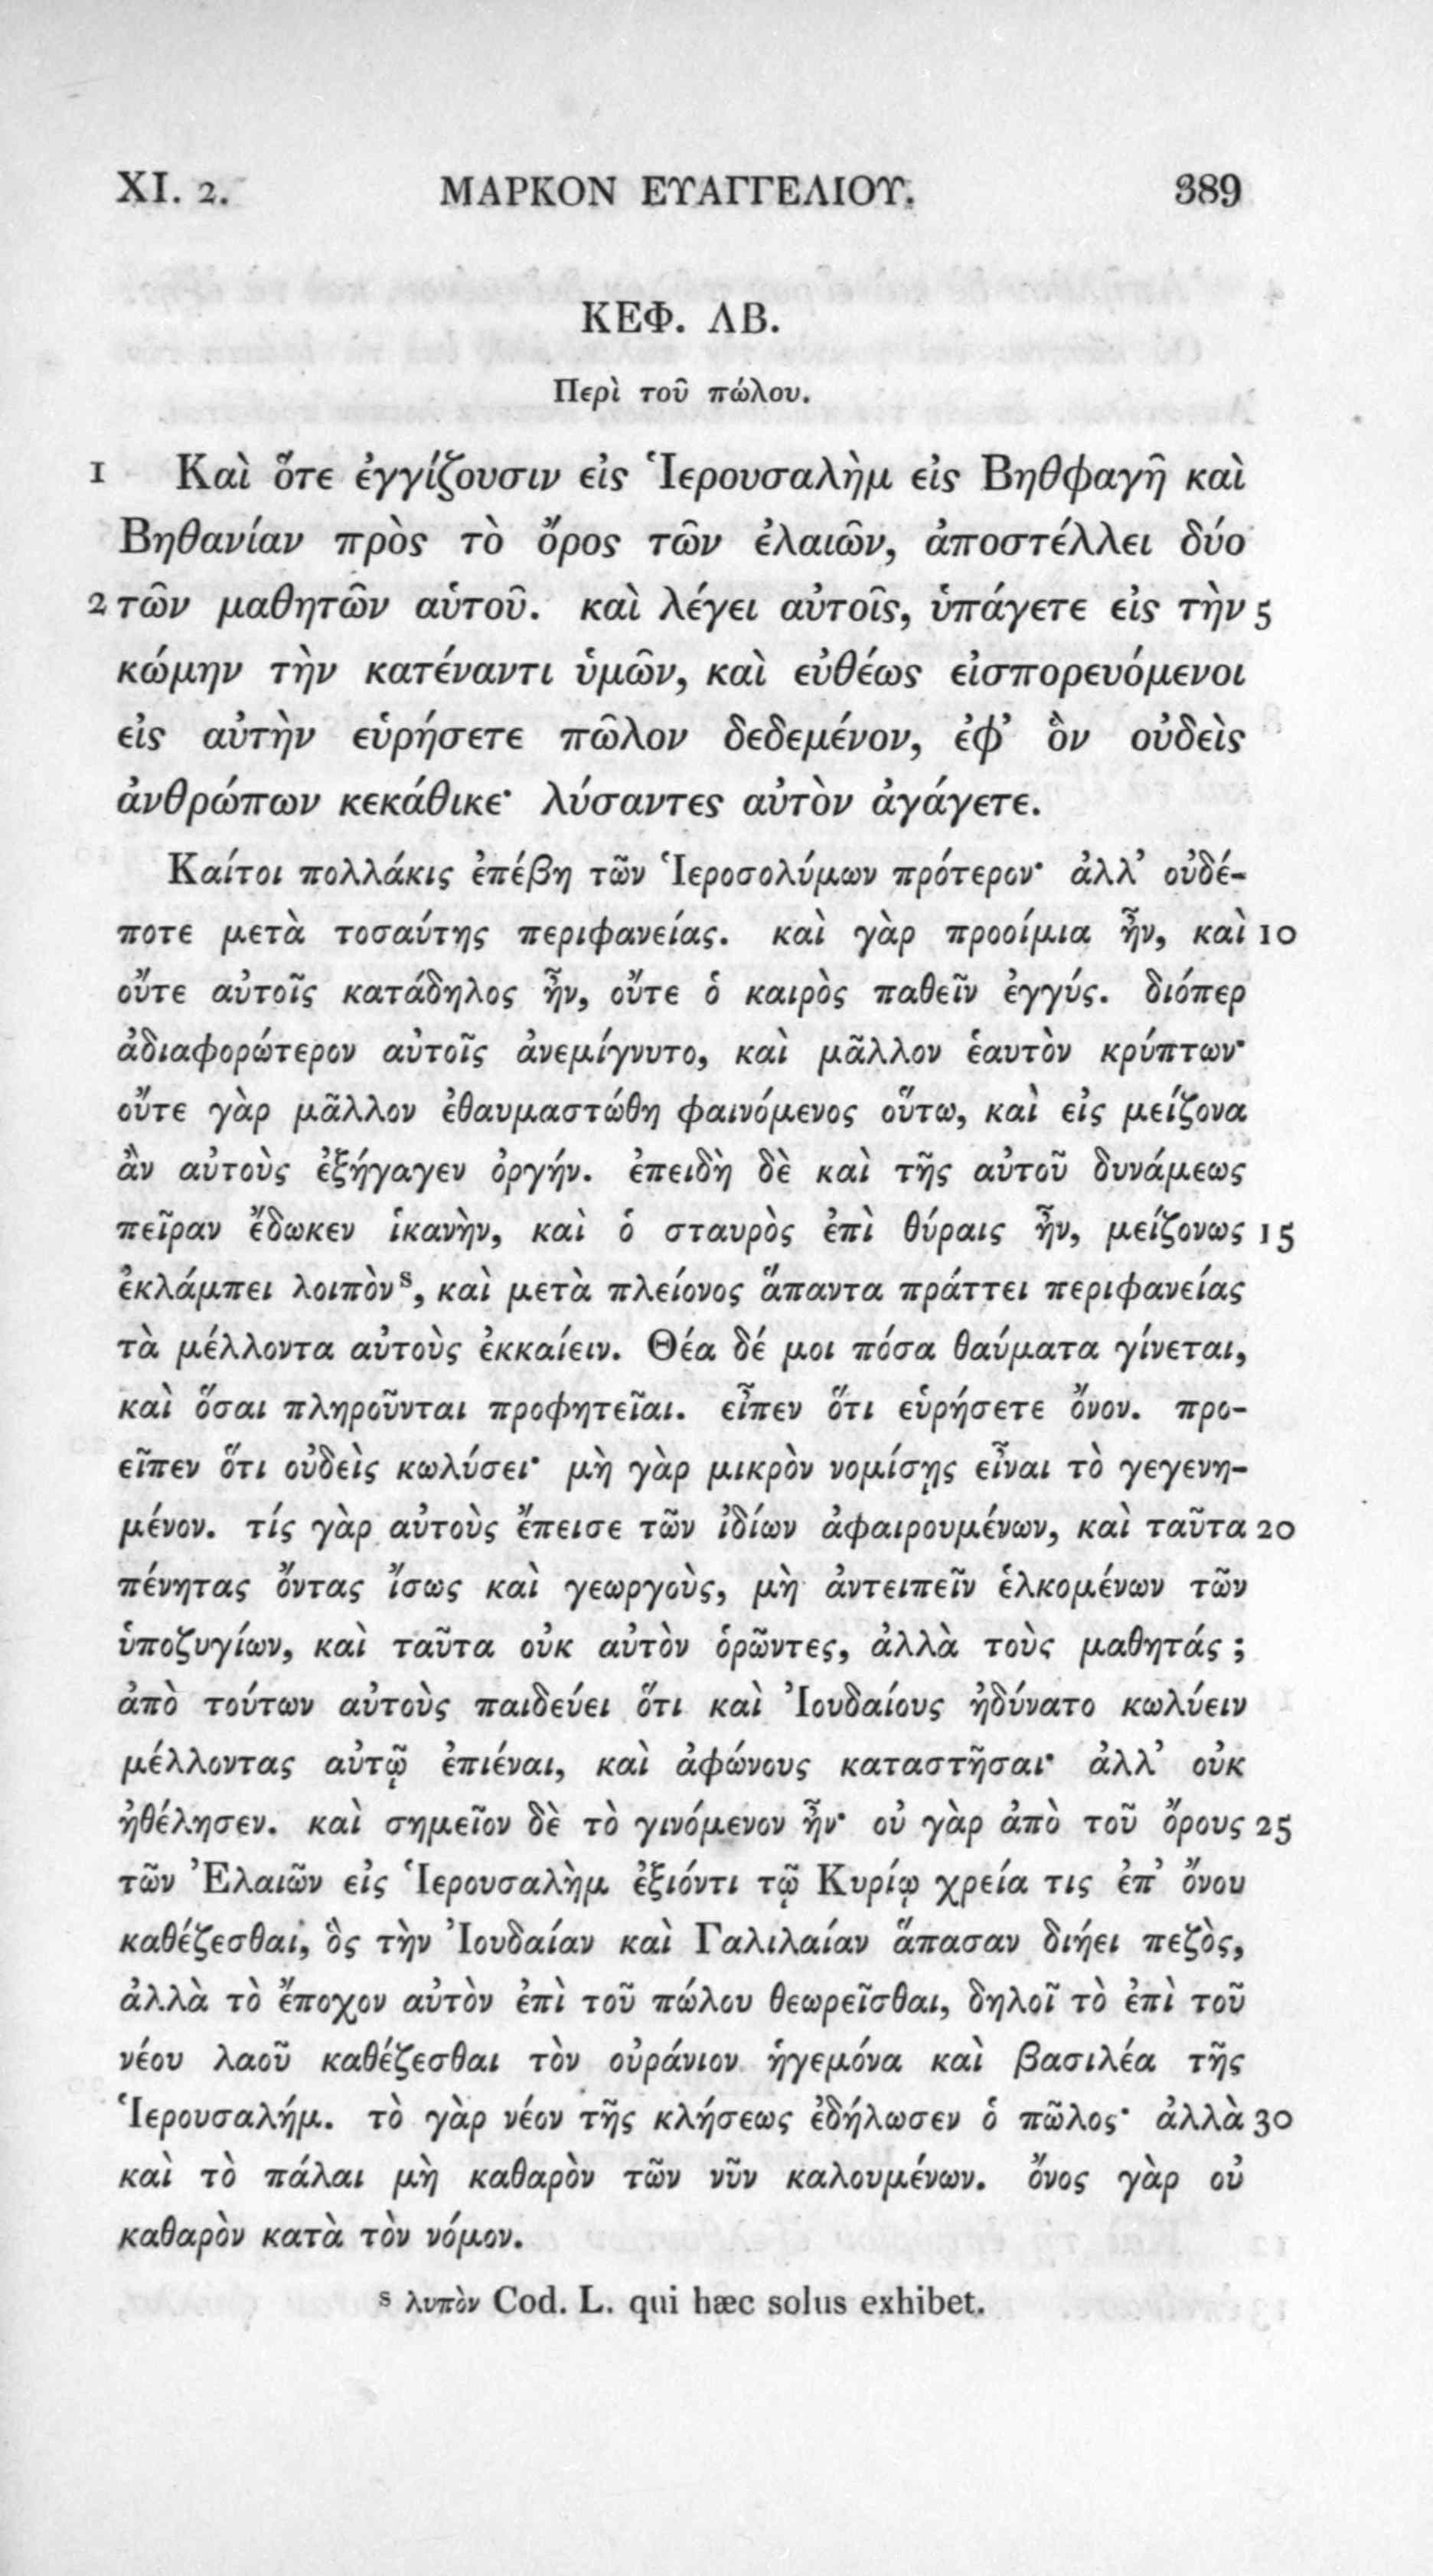 XI. 2. ΜΑΡΚΟΝ ΕΥΑΓΓΕΛΙΟΥ. 389
ΚΕΦ. ΛΒ.
Περὶ τοῦ πώλου.
1 Καὶ ὅτε ἐγγίζουσιν εἰς Ἱερουσαλὴμ εἰς Βηθφαγῆ καὶ
Βηθανίαν πρὸς τὸ ὄρος τῶν ἐλαιῶν, ἀποστέλλει δύο
2 τῶν μαθητῶν αὑτοῦ. καὶ λέγει αὐτοῖς, ὑπάγετε εἰς τὴν 5
κώμην τὴν κατέναντι ὑμῶν, καὶ εὐθέως εἰσπορευόμενοι
εἰς αὐτὴν εὑρήσετε πῶλον δεδεμένον, ἐφ’ ὃν οὐδεὶς
ἀνθρώπων κεκάθικε· λύσαντες αὐτὸν ἀγάγετε.
Καίτοι πολλάκις ἐπέβη τῶν Ἱεροσολύμων πρότερον· ἀλλ’ οὐδέ-
ποτε μετὰ τοσαύτης περιφανείας. καὶ γὰρ προοίμια ἦν, καὶ 10
οὔτε αὐτοῖς κατάδηλος ἦν, οὔτε ὁ καιρὸς παθεῖν ἐγγύς. διόπερ
ἀδιαφορώτερον αὐτοῖς ἀνεμίγνυτο, καὶ μᾶλλον ἑαυτὸν κρύπτων·
οὔτε γὰρ μᾶλλον ἐθαυμαστώθη φαινόμενος οὕτω, καὶ εἰς μείζονα
ἂν αὐτοὺς ἐξήγαγεν ὀργήν. ἐπειδὴ δὲ καὶ τῆς αὐτοῦ δυνάμεως
πεῖραν ἔδωκεν ἱκανὴν, καὶ ὁ σταυρὸς ἐπὶ θύραις ἦν, μείζονως 15
ἐκλάμπει λοιπὸν s, καὶ μετὰ πλείονος ἅπαντα πράττει περιφανείας
τὰ μέλλοντα αὐτοὺς ἐκκαίειν. Θέα δέ μοι πόσα θαύματα γίνεται,
καὶ ὅσαι πληροῦνται προφητεῖαι. εἶπεν ὅτι εὑρήσετε ὄνον. προ-
εῖπεν ὅτι οὐδεὶς κωλύσει· μὴ γὰρ μικρὸν νομίσῃς εἶναι τὸ γεγενη-
μένον. τίς γὰρ αὐτοὺς ἔπεισε τῶν ἰδίων ἀφαιρουμένων, καὶ ταῦτα 20
πένητας ὄντας ἴσως καὶ γεωργοὺς, μὴ ἀντειπεῖν ἑλκομένων τῶν
ὑποζυγίων, καὶ ταῦτα οὐκ αὐτὸν ὁρῶντες, ἀλλὰ τοὺς μαθητάς ;
ἀπὸ τούτων αὐτοὺς παιδεύει ὅτι καὶ Ἰουδαίους ἠδύνατο κωλύειν
μέλλοντας αὐτῷ ἐπιέναι, καὶ ἀφώνους καταστῆσαι· ἀλλ’ οὐκ
ἠθέλησεν. καὶ σημεῖον δὲ τὸ γινόμενον ἦν· οὐ γὰρ ἀπὸ τοῦ ὄρους 25
τῶν Ἐλαιῶν εἰς Ἱερουσαλὴμ ἐξιόντι τῷ Κυρίῳ χρεία τις ἐπ’ ὄνου
καθέζεσθαι, ὃς τὴν Ἰουδαίαν καὶ Γαλιλαίαν ἅπασαν διήει πεζὸς,
ἀλλὰ τὸ ἔποχον αὐτὸν ἐπὶ τοῦ πώλου θεωρεῖσθαι, δηλοῖ τὸ ἐπὶ τοῦ
νέου λαοῦ καθέζεσθαι τὸν οὐράνιον ἡγεμόνα καὶ βασιλέα τῆς
Ἱερουσαλήμ. τὸ γὰρ νέον τῆς κλήσεως ἐδήλωσεν ὁ πῶλος· ἀλλὰ 30
καὶ τὸ πάλαι μὴ καθαρὸν τῶν νῦν καλουμένων. ὄνος γὰρ οὐ
καθαρὸν κατὰ τὸν νόμον.
s λυπὸν Cod. L. qui hæc solus exhibet.